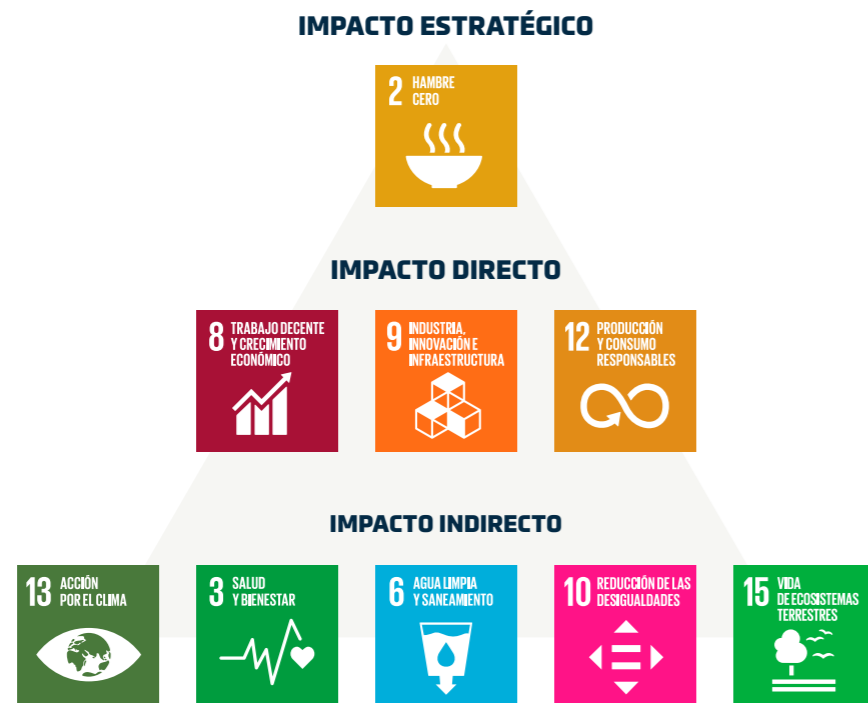 IMPACTO ESTRATÉGICO
2 HAMBRE
CERO
IMPACTO DIRECTO
8 TRABAJO DECENTE
Y CRECIMIENTO
ECONÓMICO
9 INDUSTRIA,
INNOVACIÓN E
INFRAESTRUCTURA
12 PRODUCCIÓN
Y CONSUMO
RESPONSABLES
IMPACTO INDIRECTO
13 ACCIÓN
POR EL CLIMA
3 SALUD
Y BIENESTAR
6 AGUA LIMPIA
Y SANEAMIENTO
10 REDUCCIÓN DE LAS
DESIGUALDADES
15 VIDA
DE ECOSISTEMAS
TERRESTRES